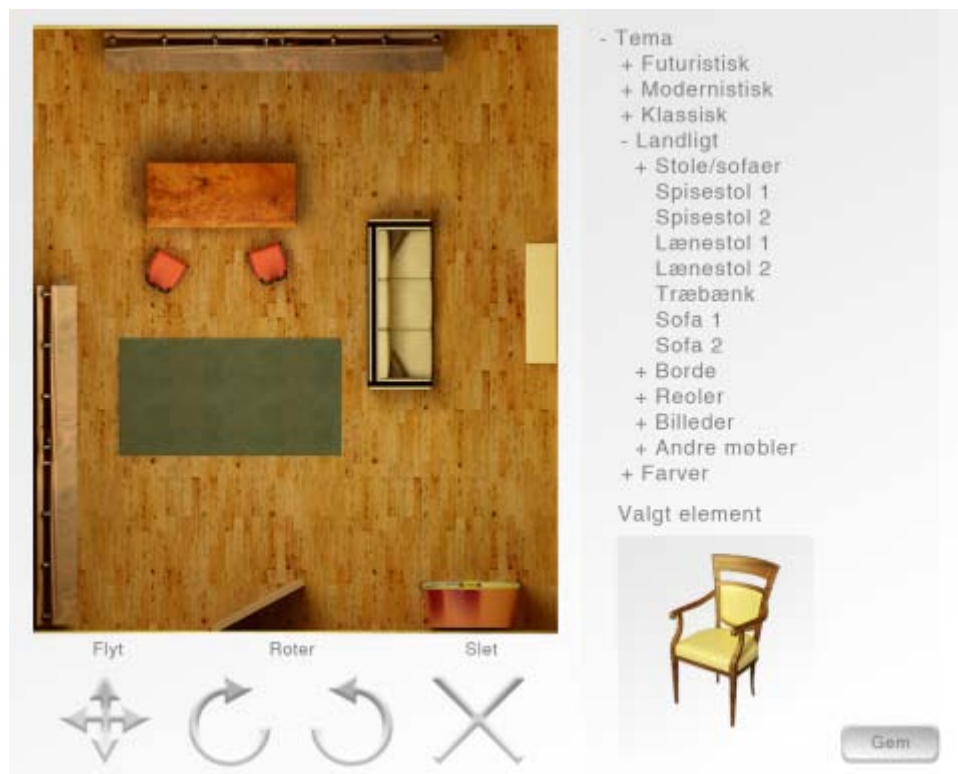 - Tema
+ Futuristisk
+ Modernistisk
+ Klassisk
- Landligt
+ Stole/sofaer
Spisestol 1
Spisestol 2
Lænestol 1
Lænestol 2
Træbænk
Sofa 1
Sofa 2
+ Borde
+ Reoler
+ Billeder
+ Andre møbler
+ Farver
Valgt element
Flyt
Roter
Slet
Gem